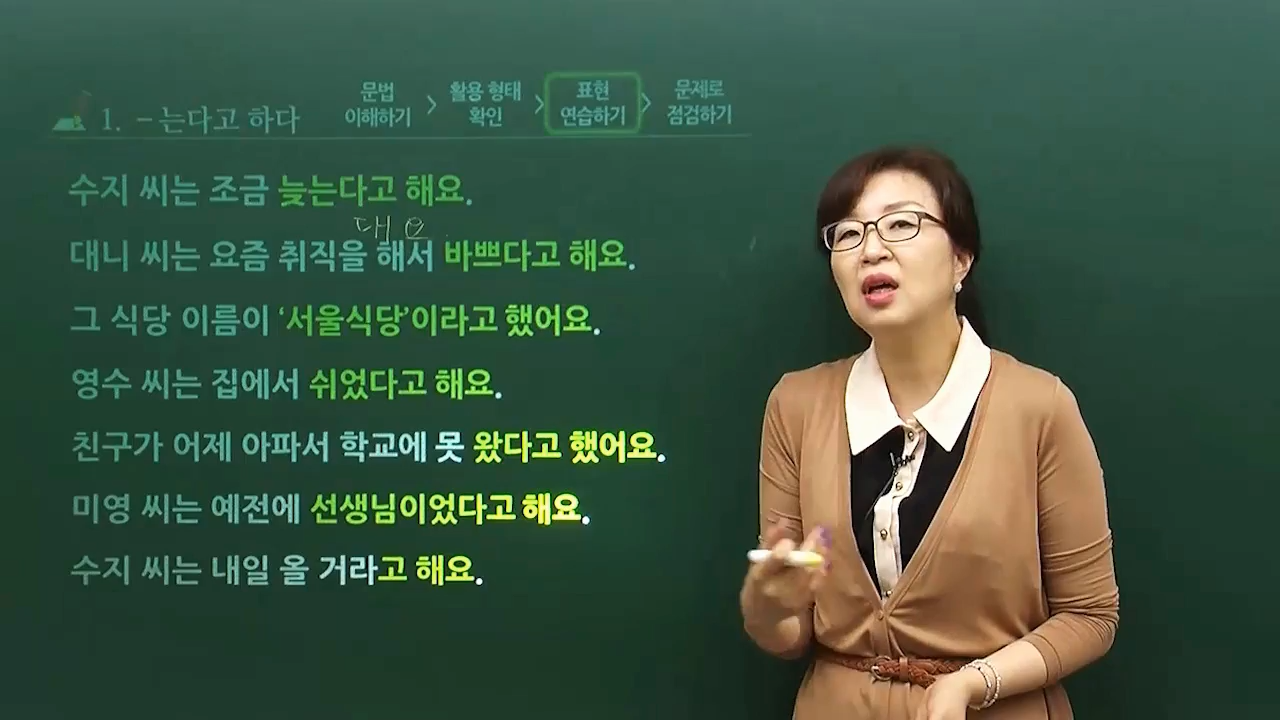 1. -는다고 하다
문법 이해하기 > 활용 형태 확인 > 표현 연습하기 > 문제로 점검하기
수지 씨는 조금 늦는다고 해요.
대요
대니 씨는 요즘 취직을 해서 바쁘다고 해요.
그 식당 이름이 ‘서울식당’이라고 했어요.
영수 씨는 집에서 쉬었다고 해요.
친구가 어제 아파서 학교에 못 왔다고 했어요.
미영 씨는 예전에 선생님이었다고 해요.
수지 씨는 내일 올 거라고 해요.